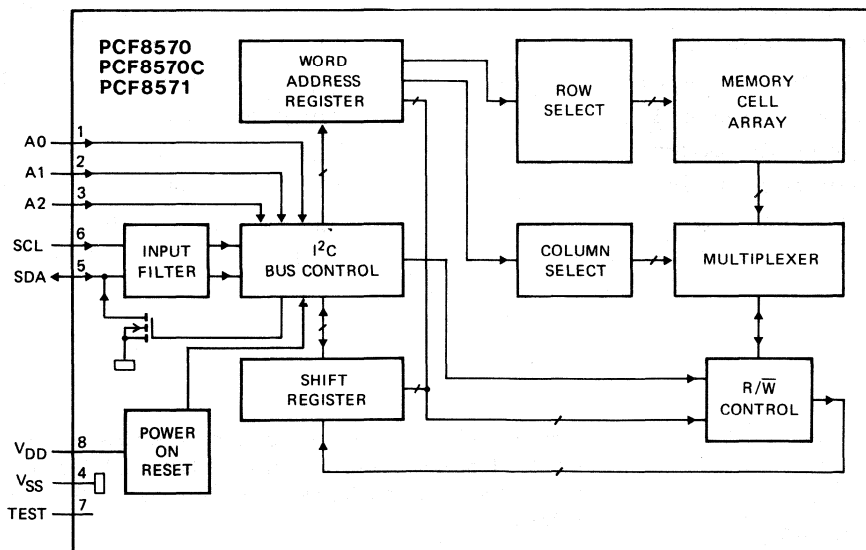 PCF8570
PCF8570C
PCF8571
WORD
ADDRESS
REGISTER
ROW
SELECT
MEMORY
CELL
ARRAY
A0 1
A1 2
A2 3
SCL 6
SDA 5
INPUT
FILTER
I²C
BUS CONTROL
COLUMN
SELECT
MULTIPLEXER
SHIFT
REGISTER
R/W̅
CONTROL
POWER
ON
RESET
VDD 8
VSS 4
TEST 7